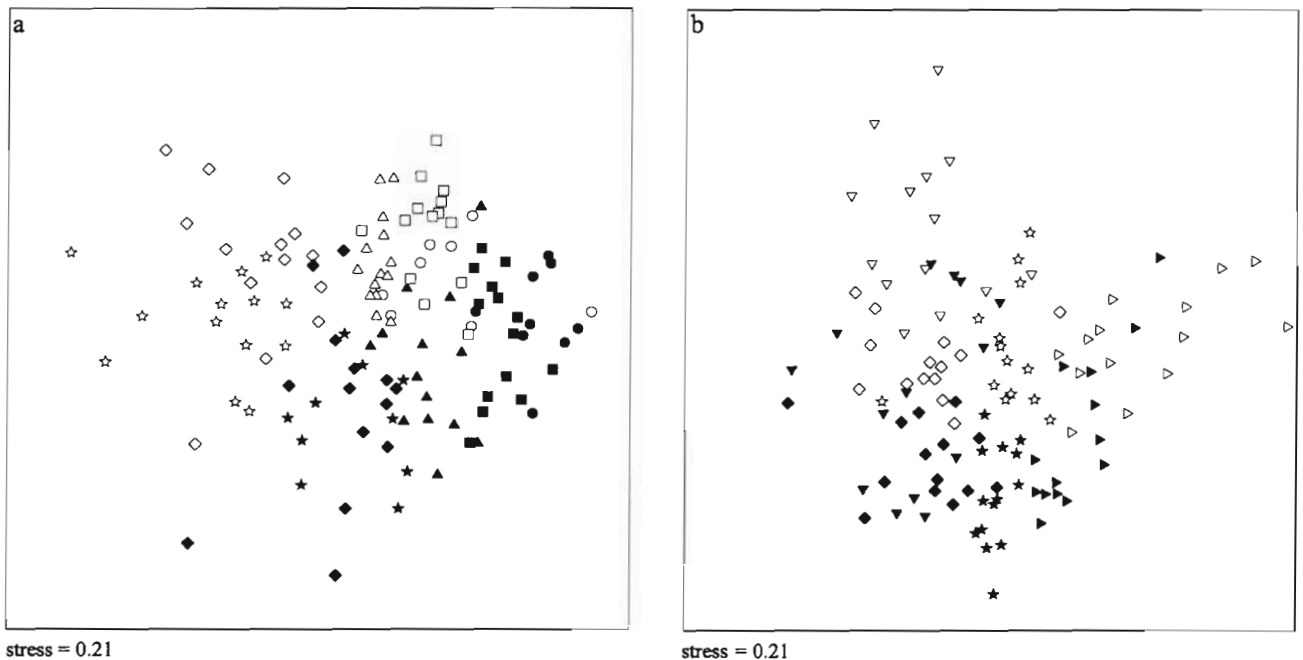 a
b
stress = 0.21
stress = 0.21